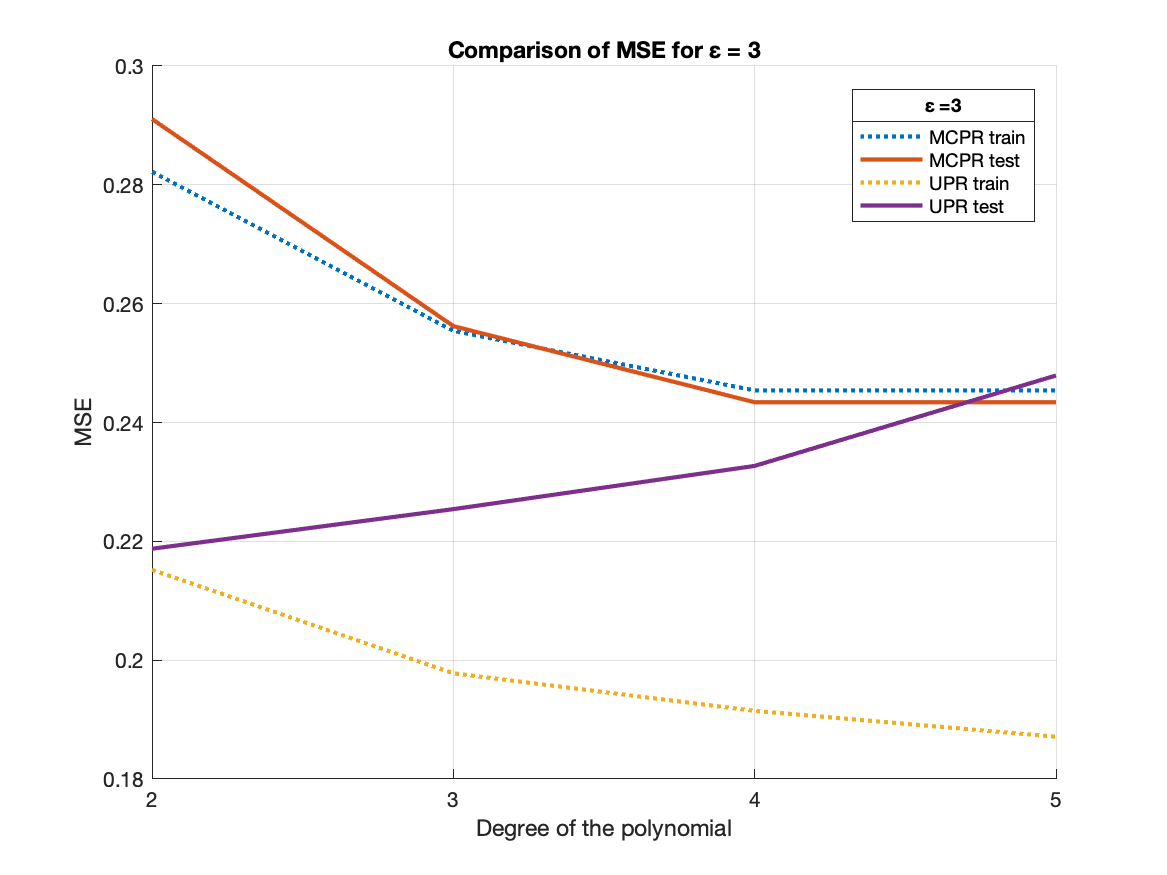 Comparison of MSE for ε = 3
0.3
0.28
0.26
0.24
0.22
0.2
0.18
MSE
2
3
4
5
Degree of the polynomial
ε =3
MCPR train
MCPR test
UPR train
UPR test